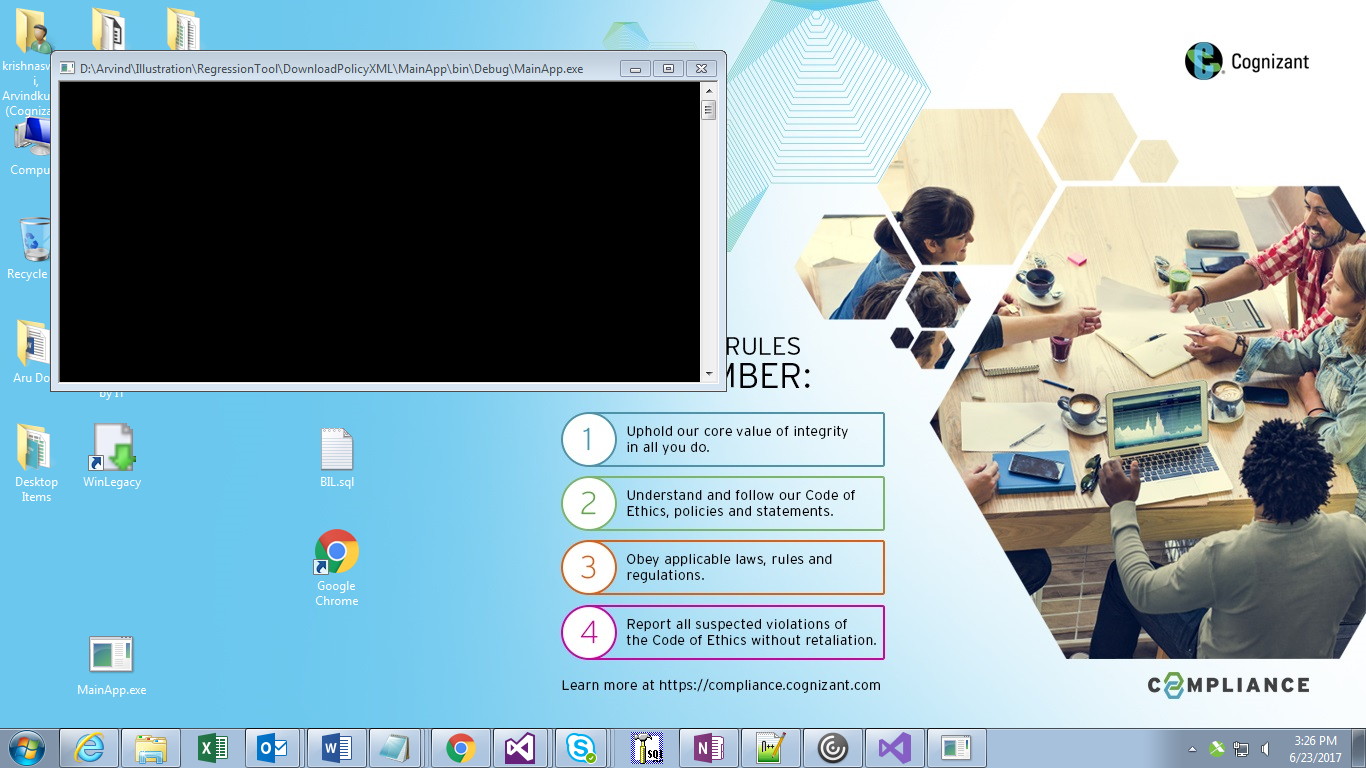 krishnasw
i,
Arvindku
(Cogniza
D:\Arvind\Illustration\RegressionTool\DownloadPolicyXML\MainApp\bin\Debug\MainApp.exe
Cognizant
Compu
Recycle
Aru Do
by IT
RULES
MBER:
1
Uphold our core value of integrity
in all you do.
2
Understand and follow our Code of
Ethics, policies and statements.
3
Obey applicable laws, rules and
regulations.
4
Report all suspected violations of
the Code of Ethics without retaliation.
Learn more at https://compliance.cognizant.com
COMPLIANCE
Desktop
Items
WinLegacy
BIL.sql
Google
Chrome
MainApp.exe
3:26 PM
6/23/2017